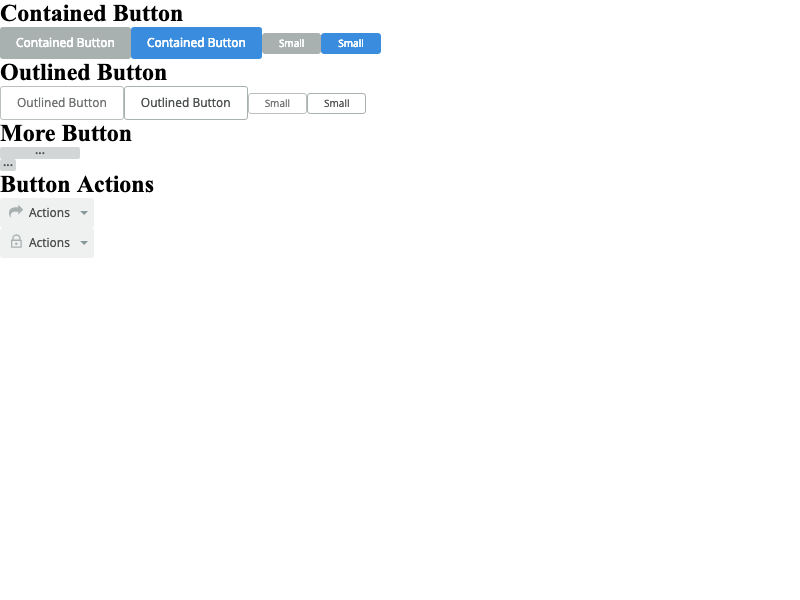 Contained Button
Contained Button Contained Button Small Small
Outlined Button
Outlined Button Outlined Button Small Small
More Button
...
...
Button Actions
Actions
Actions